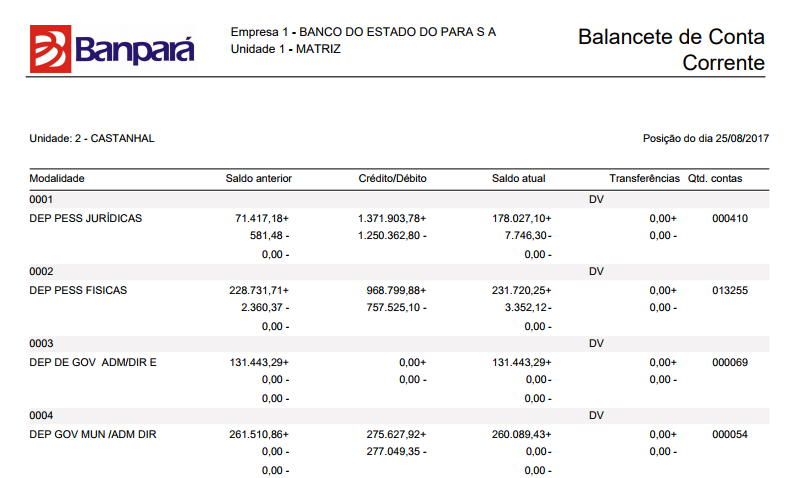 Banpará
Empresa 1 - BANCO DO ESTADO DO PARA S A
Unidade 1 - MATRIZ
Balancete de Conta
Corrente
Unidade: 2 - CASTANHAL Posição do dia 25/08/2017
Modalidade Saldo anterior Crédito/Débito Saldo atual Transferências Qtd. contas
0001 DV
DEP PESS JURÍDICAS 71.417,18+ 1.371.903,78+ 178.027,10+ 0,00+ 000410
581,48 - 1.250.362,80 - 7.746,30- 0,00 -
0,00 - 0,00 -
0002 DV
DEP PESS FISICAS 228.731,71+ 968.799,88+ 231.720,25+ 0,00+ 013255
2.360,37 - 757.525,10 - 3.352,12- 0,00 -
0,00 - 0,00 -
0003 DV
DEP DE GOV ADM/DIR E 131.443,29+ 0,00+ 131.443,29+ 0,00+ 000069
0,00 - 0,00 - 0,00- 0,00 -
0,00 - 0,00 -
0004 DV
DEP GOV MUN /ADM DIR 261.510,86+ 275.627,92+ 260.089,43+ 0,00+ 000054
0,00 - 277.049,35 - 0,00- 0,00 -
0,00 - 0,00 -